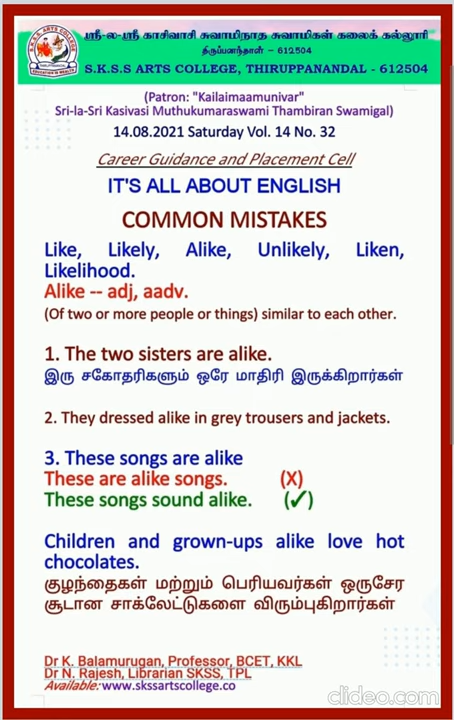 ஸ்ரீ-ல-ஸ்ரீ காசிவாசி சுவாமிநாத சுவாமிகள் கலைக் கல்லூரி
திருப்பனந்தாள் – 612504
S.K.S.S ARTS COLLEGE, THIRUPPANANDAL - 612504
(Patron: "Kailaimaamunivar"
Sri-la-Sri Kasivasi Muthukumaraswami Thambiran Swamigal)
14.08.2021 Saturday Vol. 14 No. 32
Career Guidance and Placement Cell
IT'S ALL ABOUT ENGLISH
COMMON MISTAKES
Like, Likely, Alike, Unlikely, Liken,
Likelihood.
Alike -- adj, aadv.
(Of two or more people or things) similar to each other.
1. The two sisters are alike.
இரு சகோதரிகளும் ஒரே மாதிரி இருக்கிறார்கள்
2. They dressed alike in grey trousers and jackets.
3. These songs are alike
These are alike songs. (X)
These songs sound alike. (✓)
Children and grown-ups alike love hot
chocolates.
குழந்தைகள் மற்றும் பெரியவர்கள் ஒருசேர
சூடான சாக்லேட்டுகளை விரும்புகிறார்கள்
Dr K. Balamurugan, Professor, BCET, KKL
Dr N. Rajesh, Librarian SKSS, TPL
Available: www.skssartscollege.co
clideo.com